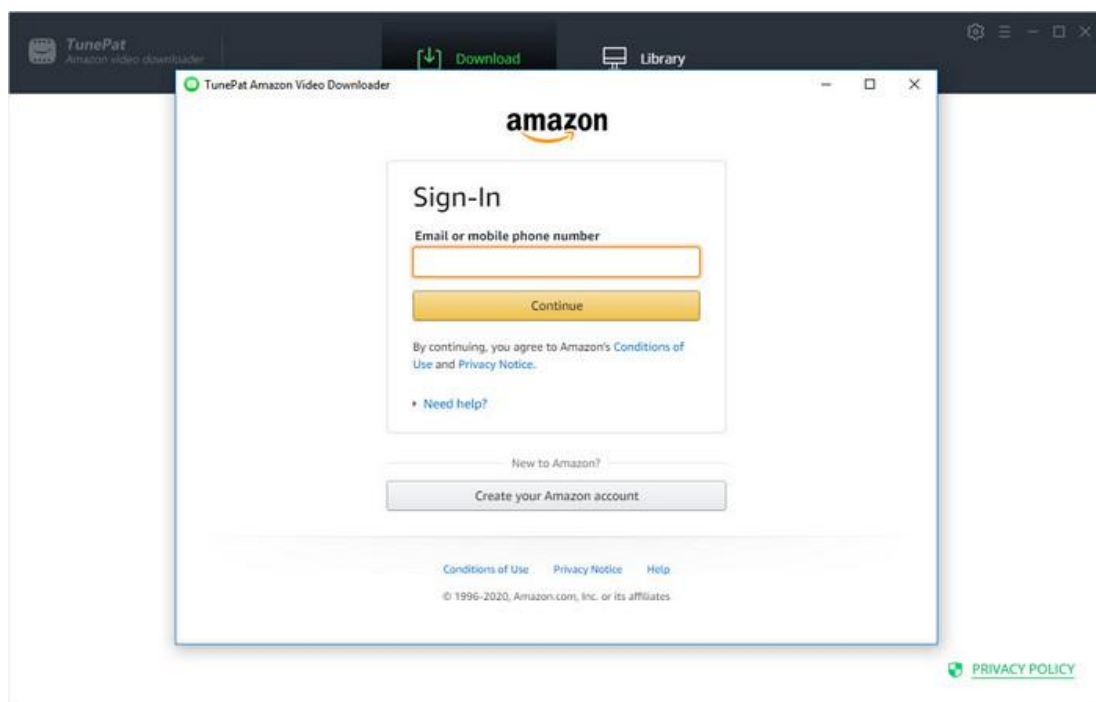 TunePat
Amazon video downloader
Download
Library
TunePat Amazon Video Downloader
amazon
Sign-In
Email or mobile phone number
Continue
By continuing, you agree to Amazon's Conditions of
Use and Privacy Notice.
Need help?
New to Amazon?
Create your Amazon account
Conditions of Use Privacy Notice Help
© 1996-2020, Amazon.com, Inc. or its affiliates
PRIVACY POLICY